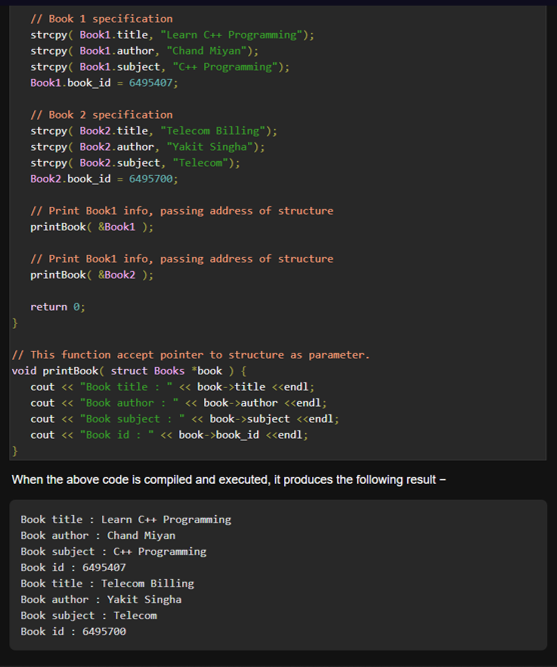 // Book 1 specification
strcpy( Book1.title, "Learn C++ Programming");
strcpy( Book1.author, "Chand Miyan");
strcpy( Book1.subject, "C++ Programming");
Book1.book_id = 6495407;
// Book 2 specification
strcpy( Book2.title, "Telecom Billing");
strcpy( Book2.author, "Yakit Singha");
strcpy( Book2.subject, "Telecom");
Book2.book_id = 6495700;
// Print Book1 info, passing address of structure
printBook( &Book1 );
// Print Book1 info, passing address of structure
printBook( &Book2 );
return 0;
}
// This function accept pointer to structure as parameter.
void printBook( struct Books *book ) {
cout << "Book title : " << book->title <<endl;
cout << "Book author : " << book->author <<endl;
cout << "Book subject : " << book->subject <<endl;
cout << "Book id : " << book->book_id <<endl;
}
When the above code is compiled and executed, it produces the following result −
Book title : Learn C++ Programming
Book author : Chand Miyan
Book subject : C++ Programming
Book id : 6495407
Book title : Telecom Billing
Book author : Yakit Singha
Book subject : Telecom
Book id : 6495700